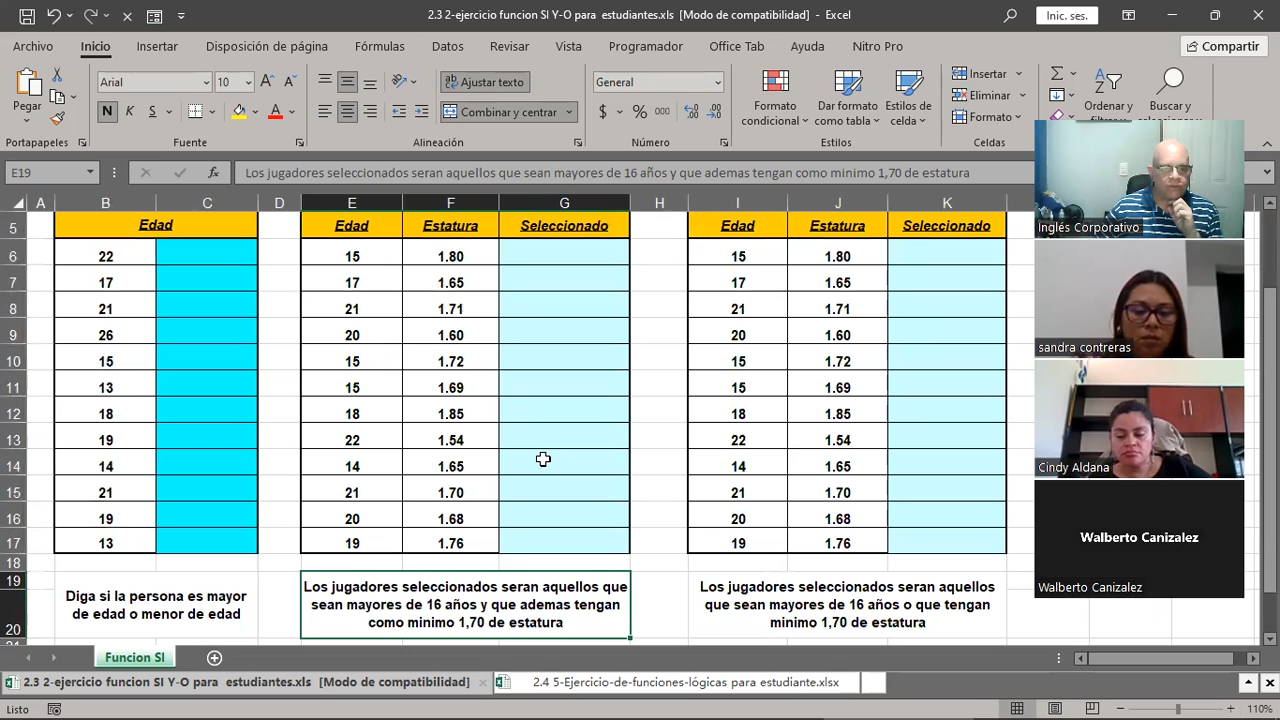 2.3 2-ejercicio funcion SI Y-O para  estudiantes.xls  [Modo de compatibilidad]  -  Excel
Inic. ses.
Archivo Inicio Insertar Disposición de página Fórmulas Datos Revisar Vista Programador Office Tab Ayuda Nitro Pro Compartir
Pegar
Arial 10
N K S
Ajustar texto
Combinar y centrar
General
$ % 000
Formato condicional
Dar formato como tabla
Estilos de celda
Insertar
Eliminar
Formato
Ordenar y
Buscar y
Portapapeles Fuente Alineación Número Estilos Celdas
E19 fx Los jugadores seleccionados seran aquellos que sean mayores de 16 años y que ademas tengan como minimo 1,70 de estatura
A B C D E F G H I J K
5 Edad Edad Estatura Seleccionado Edad Estatura Seleccionado
6 22 15 1.80 15 1.80
7 17 17 1.65 17 1.65
8 21 21 1.71 21 1.71
9 26 20 1.60 20 1.60
10 15 15 1.72 15 1.72
11 13 15 1.69 15 1.69
12 18 18 1.85 18 1.85
13 19 22 1.54 22 1.54
14 14 14 1.65 14 1.65
15 21 21 1.70 21 1.70
16 19 20 1.68 20 1.68
17 13 19 1.76 19 1.76
18
19
20
Diga si la persona es mayor
de edad o menor de edad
Los jugadores seleccionados seran aquellos que
sean mayores de 16 años y que ademas tengan
como minimo 1,70 de estatura
Los jugadores seleccionados seran aquellos
que sean mayores de 16 años o que tengan
minimo 1,70 de estatura
Inglés Corporativo
sandra contreras
Cindy Aldana
Walberto Canizalez
Walberto Canizalez
Funcion SI
2.3 2-ejercicio funcion SI Y-O para  estudiantes.xls  [Modo de compatibilidad]
2.4 5-Ejercicio-de-funciones-lógicas para estudiante.xlsx
Listo
110%